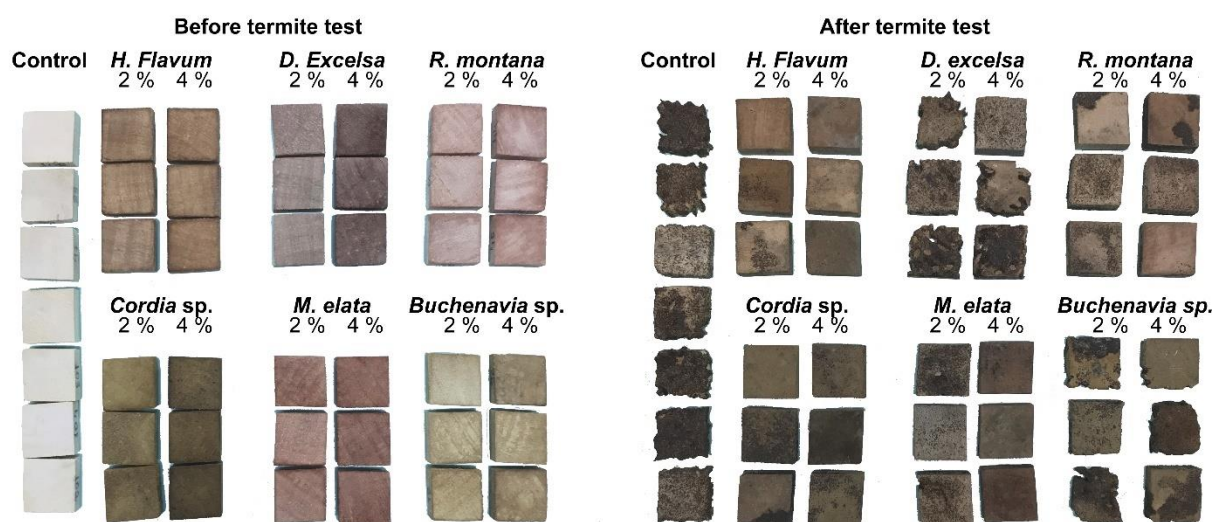 Before termite test
Control H. Flavum D. Excelsa R. montana
2 % 4 % 2 % 4 % 2 % 4 %
Cordia sp. M. elata Buchenavia sp.
2 % 4 % 2 % 4 % 2 % 4 %
After termite test
Control H. Flavum D. excelsa R. montana
2 % 4 % 2 % 4 % 2 % 4 %
Cordia sp. M. elata Buchenavia sp.
2 % 4 % 2 % 4 % 2 % 4 %